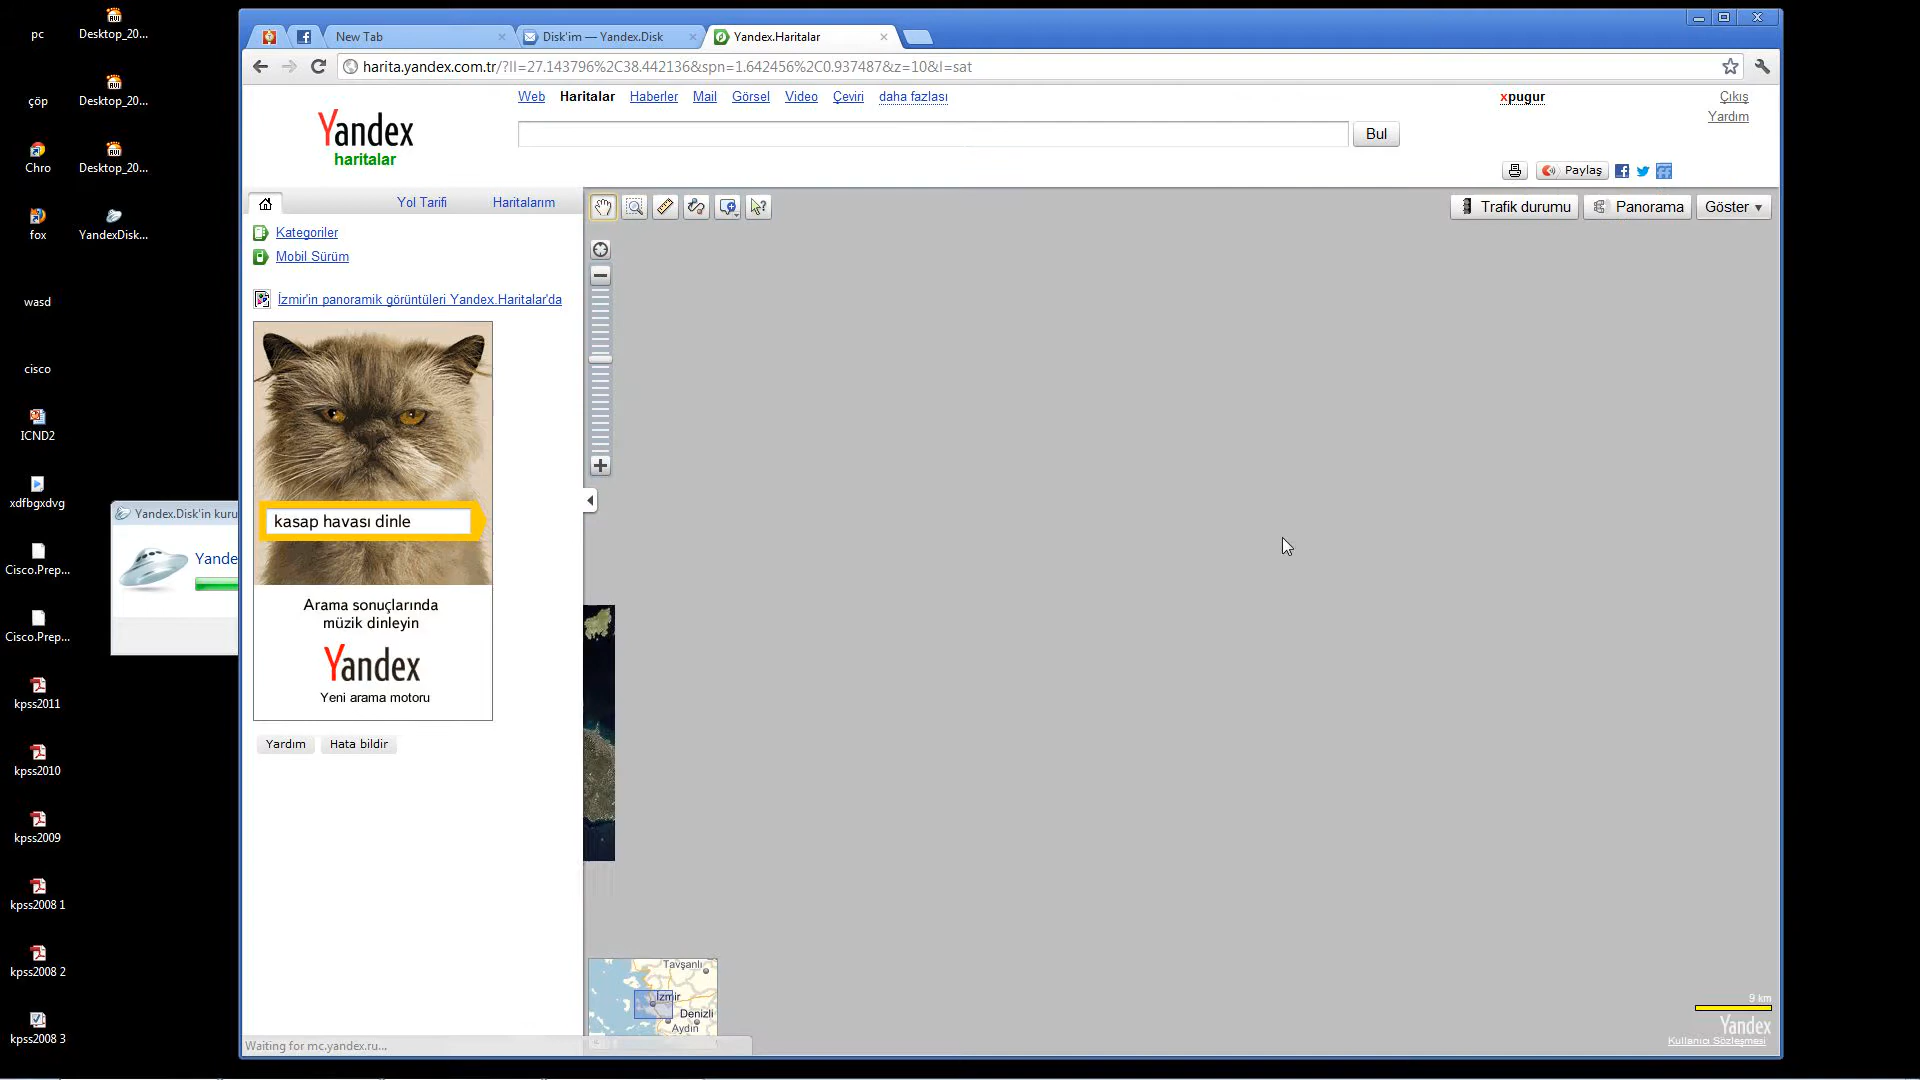 pc
Desktop_20...
çöp
Desktop_20...
Chro
Desktop_20...
fox
YandexDisk...
wasd
cisco
ICND2
xdfbgxdvg
Cisco.Prep...
Cisco.Prep...
kpss2011
kpss2010
kpss2009
kpss2008 1
kpss2008 2
kpss2008 3
Yandex.Disk'in kuru
Yande
New Tab
Disk'im — Yandex.Disk
Yandex.Haritalar
harita.yandex.com.tr/?ll=27.143796%2C38.442136&spn=1.642456%2C0.937487&z=10&l=sat
Web Haritalar Haberler Mail Görsel Video Çeviri daha fazlası
xpugur
Çıkış
Yardım
Yandex
haritalar
Bul
Paylaş
Yol Tarifi
Haritalarım
Trafik durumu
Panorama
Göster
Kategoriler
Mobil Sürüm
İzmir'in panoramik görüntüleri Yandex.Haritalar'da
kasap havası dinle
Arama sonuçlarında
müzik dinleyin
Yandex
Yeni arama motoru
Yardım
Hata bildir
Tavşanlı
İzmir
Denizli
Aydın
9 km
Yandex
Kullanıcı Sözleşmesi
Waiting for mc.yandex.ru...